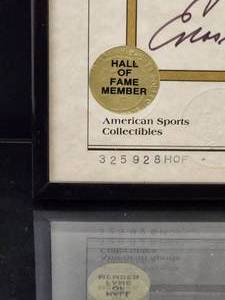 HALL
OF
FAME
MEMBER
American Sports
Collectibles
325928HOF